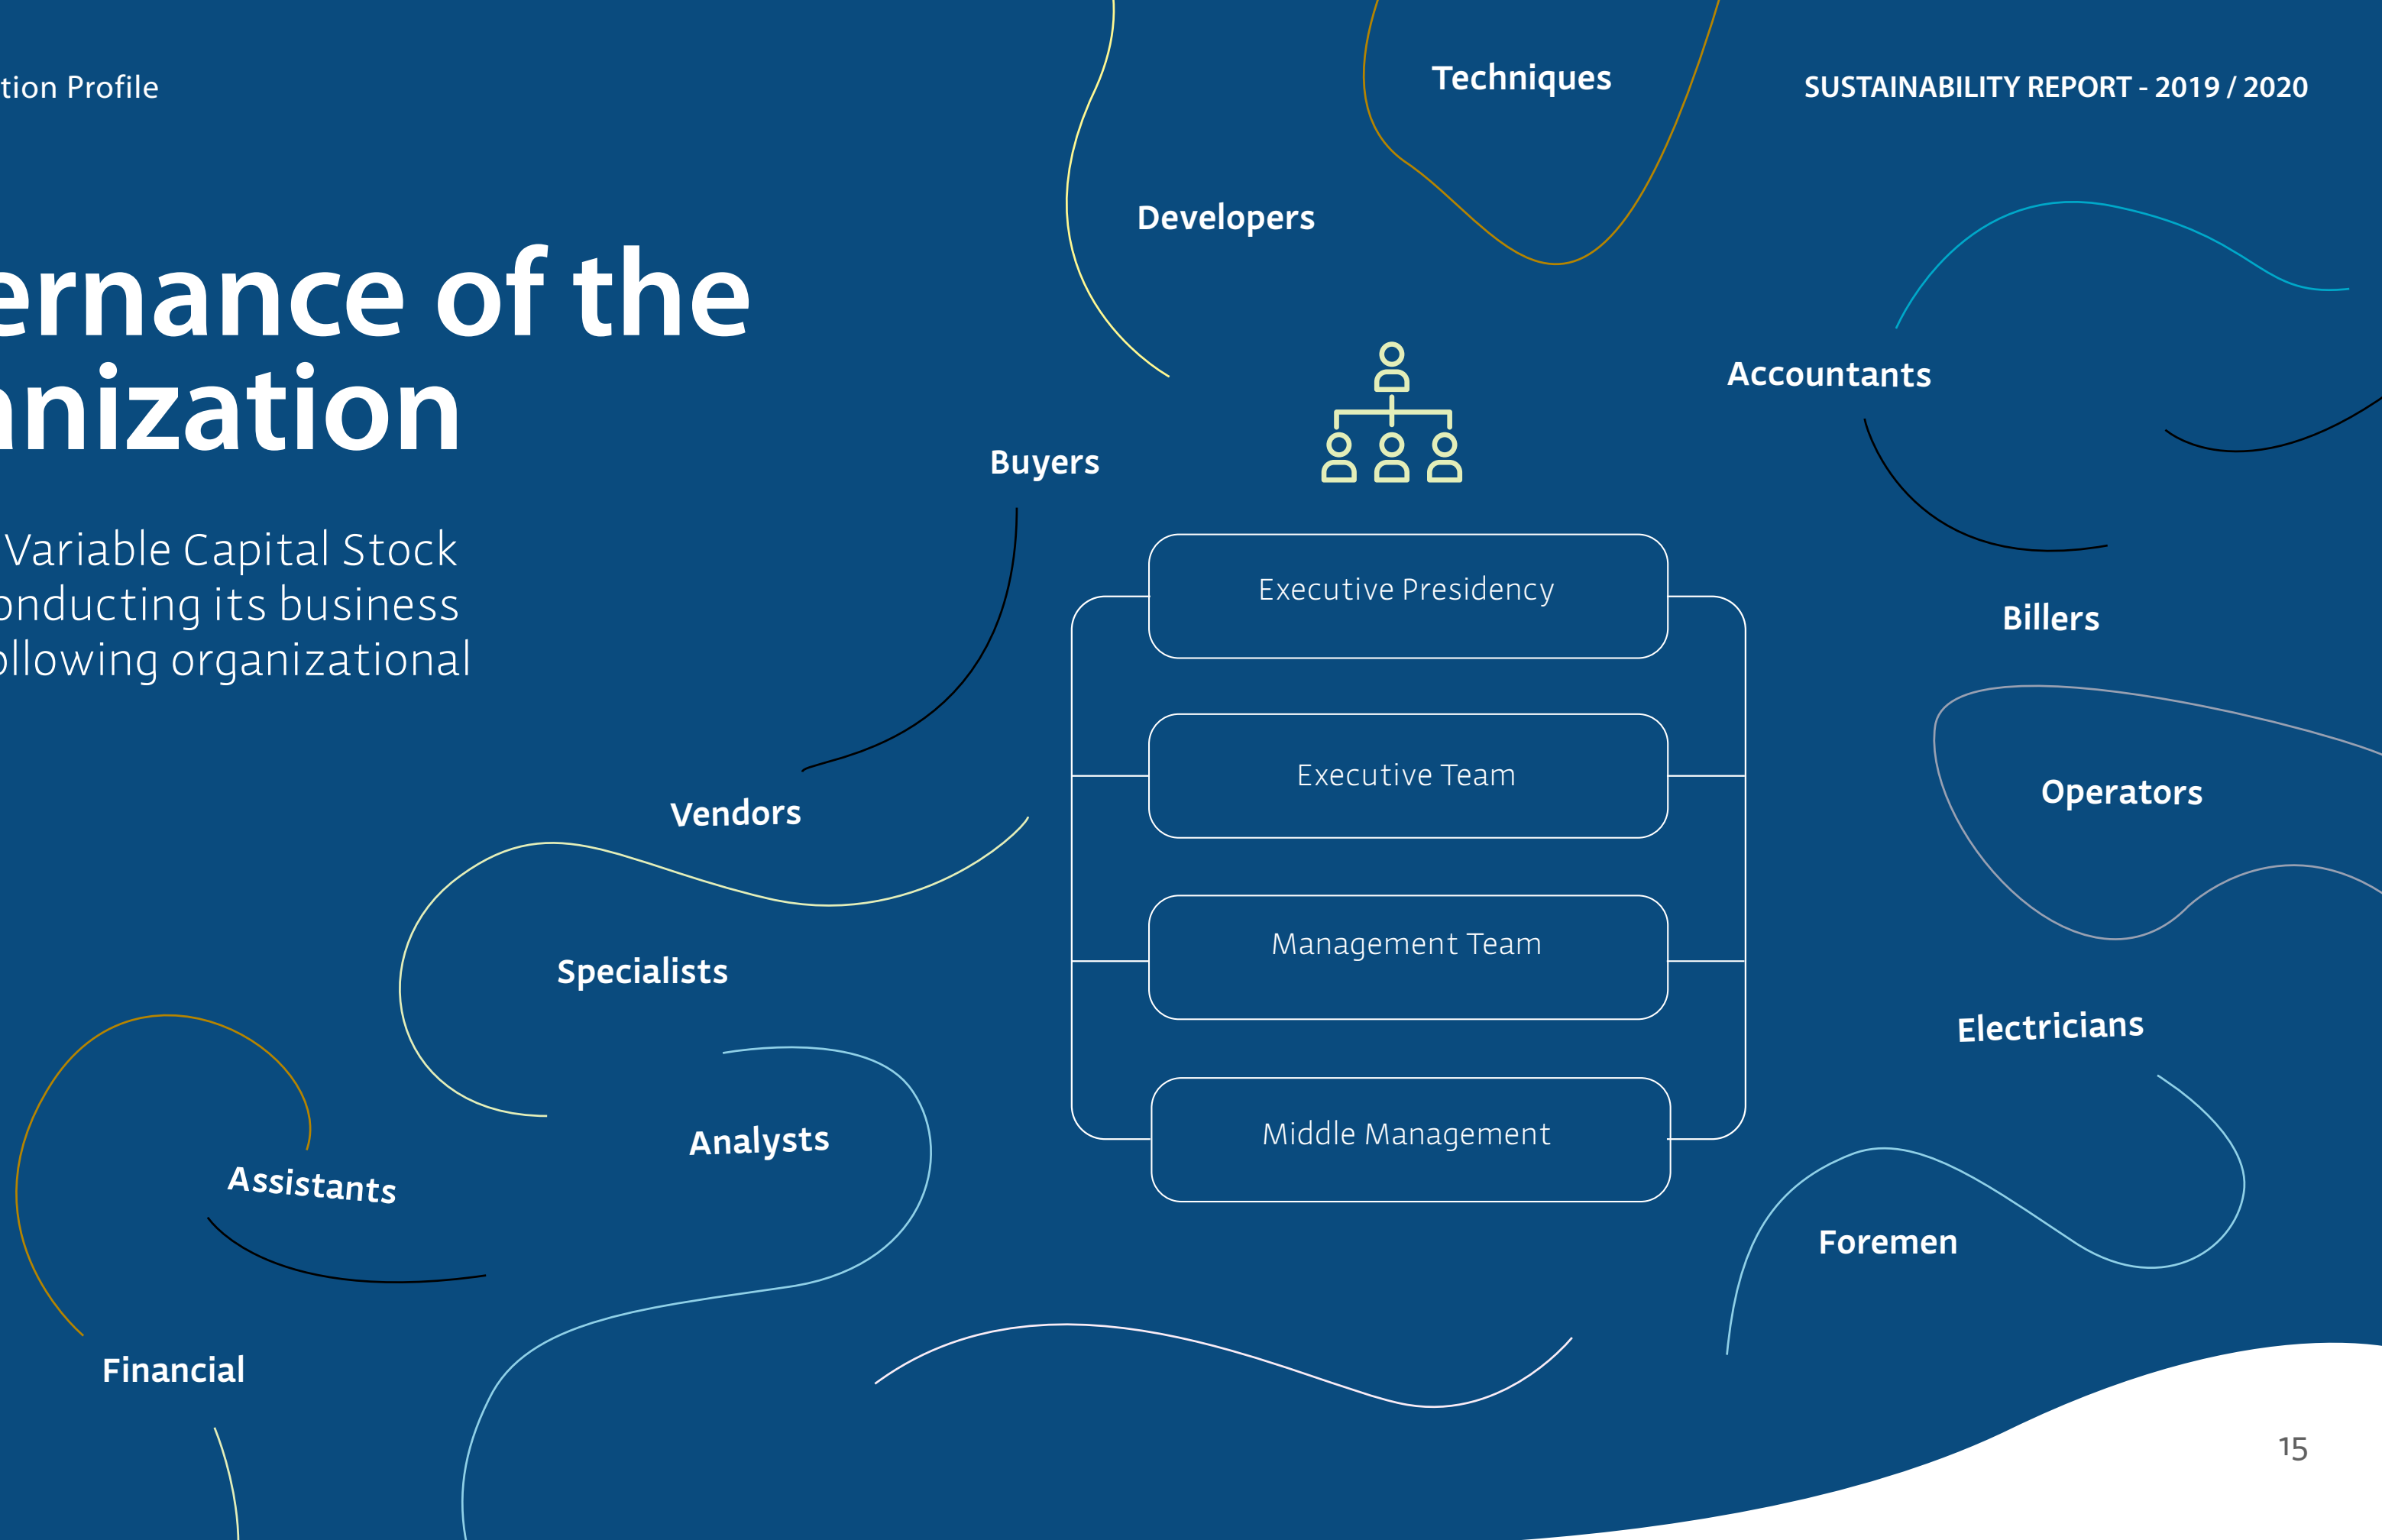 tion Profile
SUSTAINABILITY REPORT - 2019 / 2020
ernance of the
anization
Variable Capital Stock
onducting its business
ollowing organizational
Techniques
Developers
Accountants
Buyers
Billers
Vendors
Operators
Specialists
Electricians
Analysts
Assistants
Foremen
Financial
Executive Presidency
Executive Team
Management Team
Middle Management
15